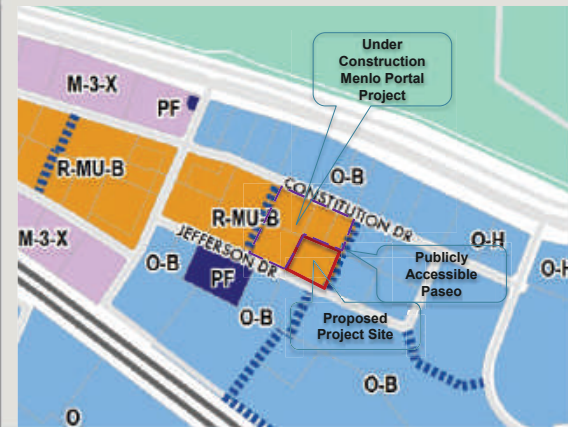 Under
Construction
Menlo Portal
Project
M-3-X
PF
R-MU-B
O-B
CONSTITUTION DR
R-MU-B
JEFFERSON DR
O-H
M-3-X
O-B
Publicly
Accessible
Paseo
O-H
PF
O-B
Proposed
Project Site
O-B
O